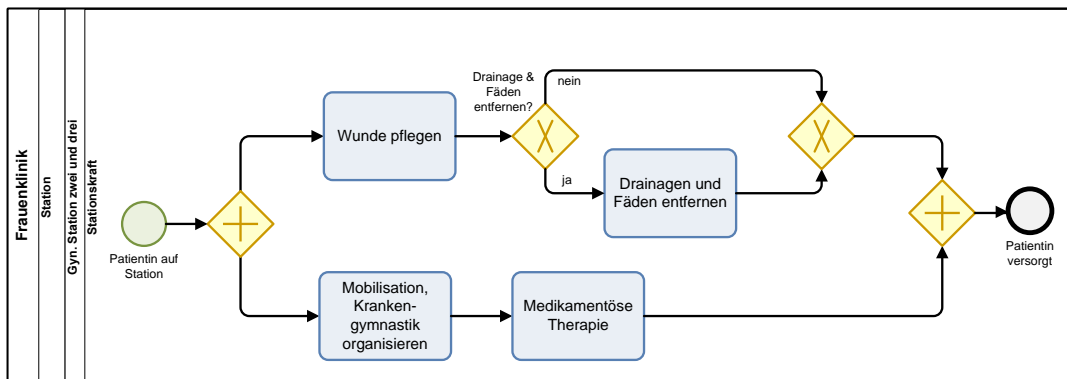 Frauenklinik
Station
Gyn. Station zwei und drei
Stationskraft
Patientin auf
Station
Wunde pflegen
Drainage &
Fäden
entfernen?
nein
ja
Drainagen und
Fäden entfernen
Mobilisation,
Kranken-
gymnastik
organisieren
Medikamentöse
Therapie
Patientin
versorgt